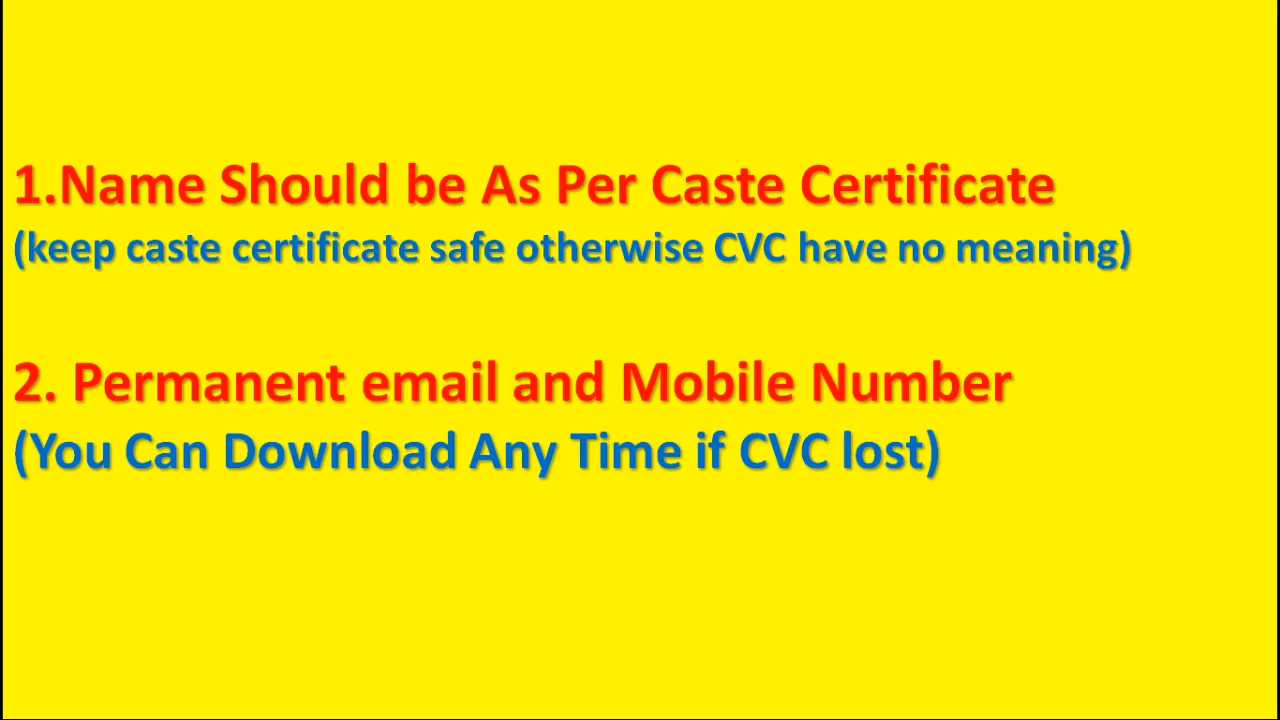 1.Name Should be As Per Caste Certificate
(keep caste certificate safe otherwise CVC have no meaning)
2. Permanent email and Mobile Number
(You Can Download Any Time if CVC lost)